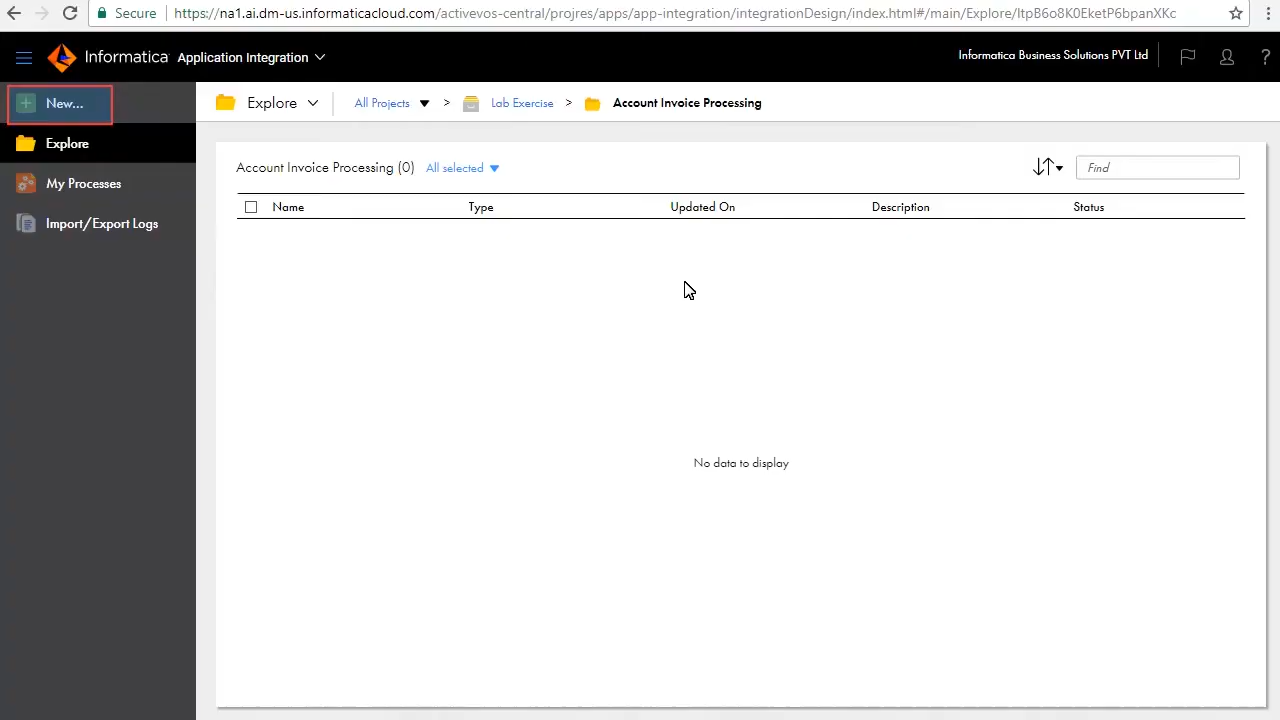 Secure https://na1.ai.dm-us.informaticacloud.com/activevos-central/projres/apps/app-integration/integrationDesign/index.html#/main/Explore/ItpB6o8K0EketP6bpanXKc
Informatica Application Integration Informatica Business Solutions PVT Ltd ?
New... Explore All Projects > Lab Exercise > Account Invoice Processing
Explore
My Processes
Import/Export Logs
Account Invoice Processing (0) All selected Find
Name Type Updated On Description Status
No data to display